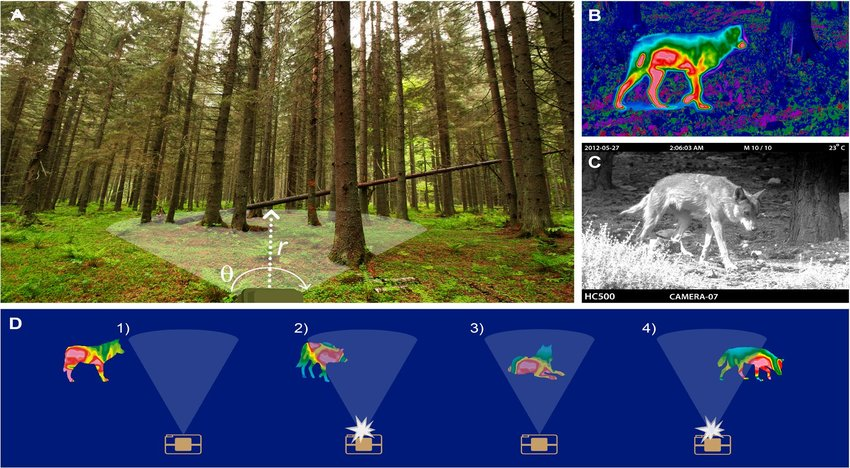 A
r
θ
B
2012-05-27 2:06:03 AM M 10 / 10 23° C
C
HC500 CAMERA-07
D
1) 2) 3) 4)